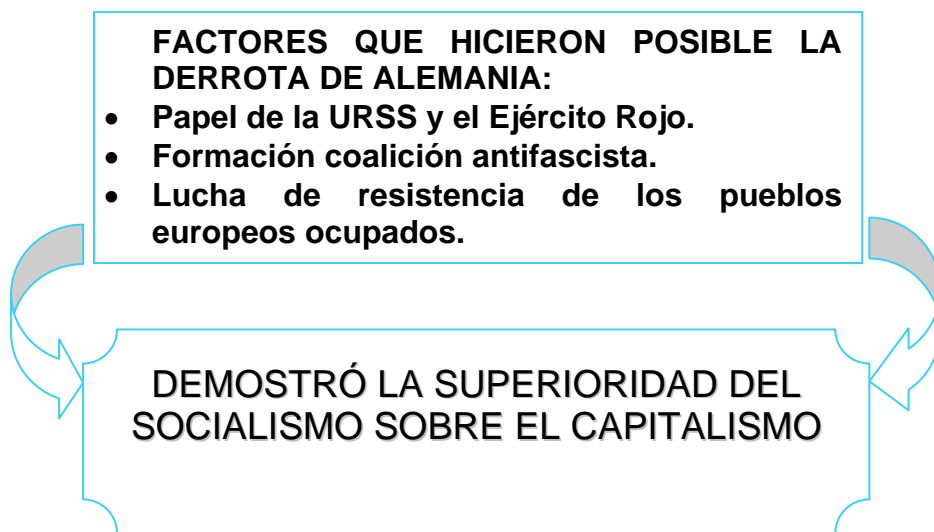 FACTORES QUE HICIERON POSIBLE LA
DERROTA DE ALEMANIA:
• Papel de la URSS y el Ejército Rojo.
• Formación coalición antifascista.
• Lucha de resistencia de los pueblos
europeos ocupados.
DEMOSTRÓ LA SUPERIORIDAD DEL
SOCIALISMO SOBRE EL CAPITALISMO